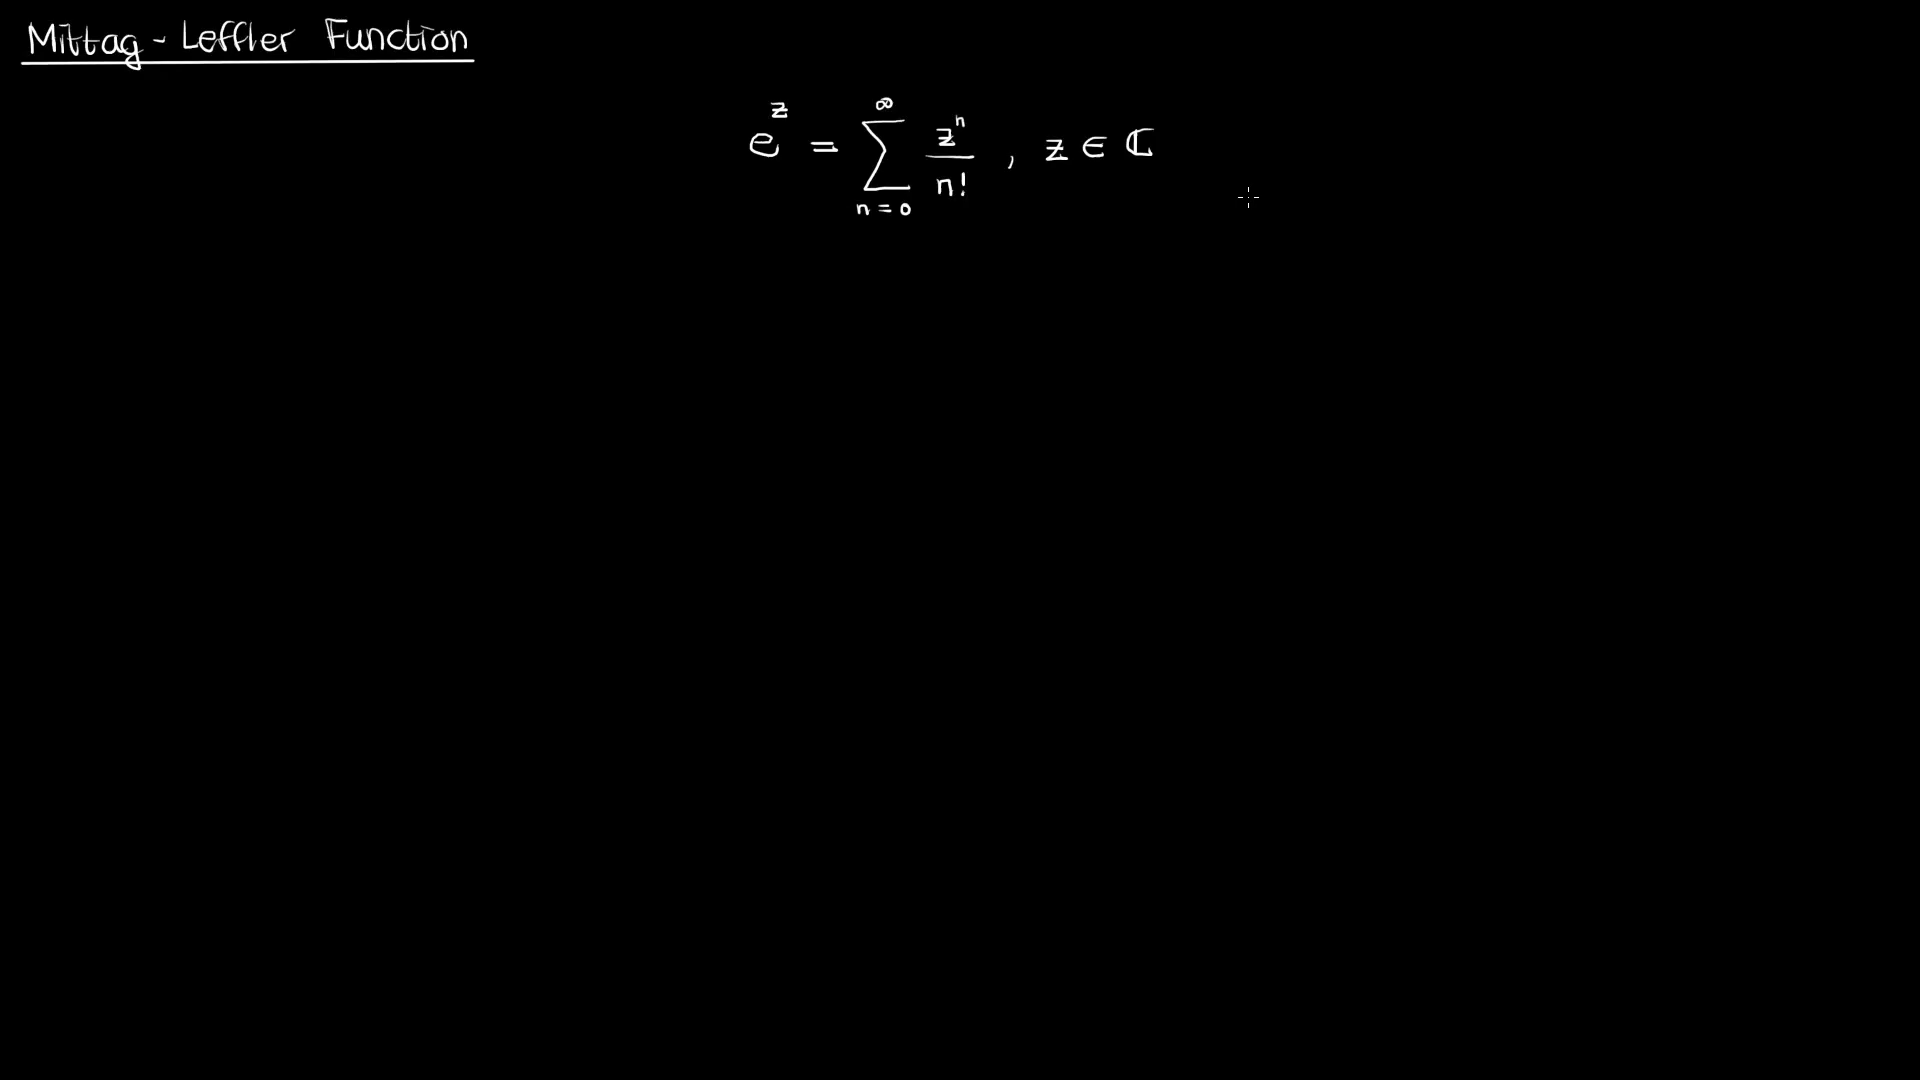 Mittag-Leffler Function
e^z = ∑_{n=0}^{∞} z^n / n! , z ∈ ℂ